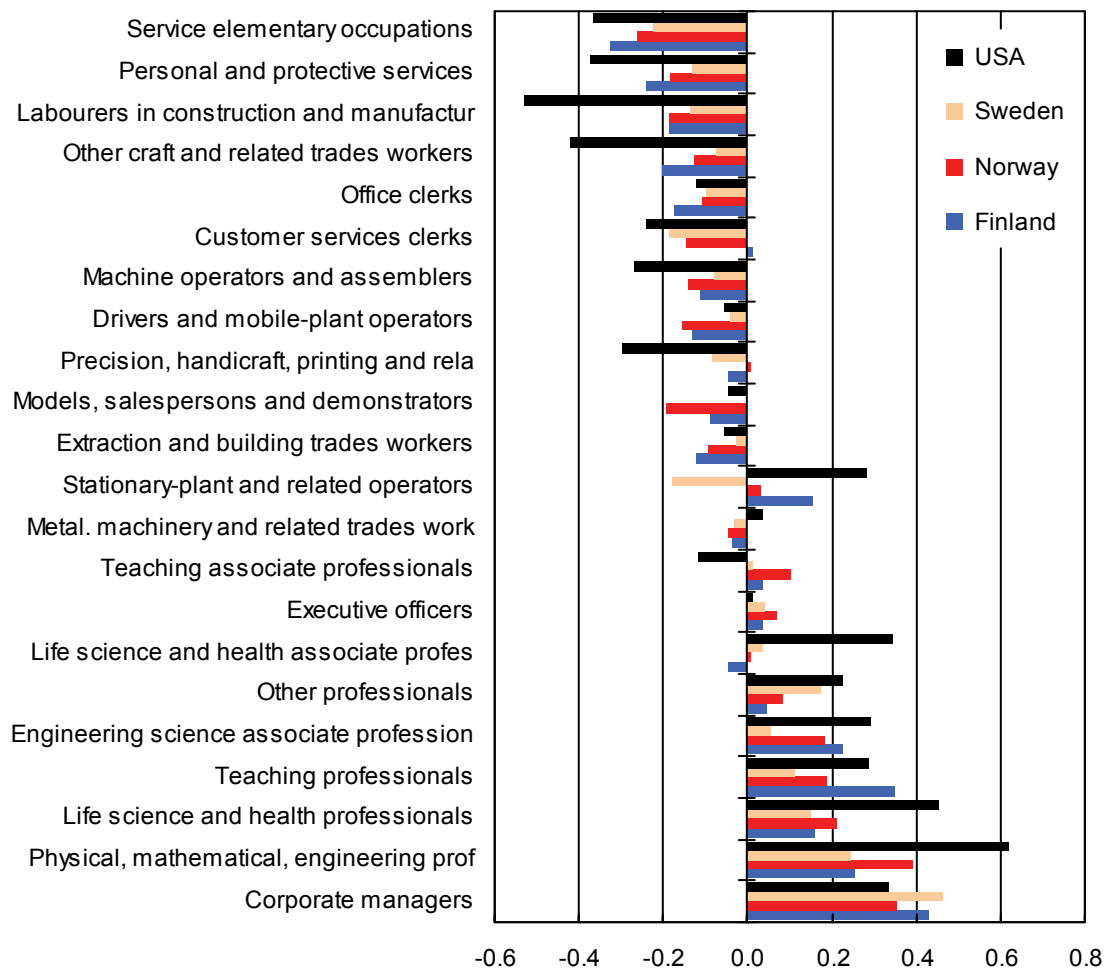 Service elementary occupations
Personal and protective services
Labourers in construction and manufactur
Other craft and related trades workers
Office clerks
Customer services clerks
Machine operators and assemblers
Drivers and mobile-plant operators
Precision, handicraft, printing and rela
Models, salespersons and demonstrators
Extraction and building trades workers
Stationary-plant and related operators
Metal. machinery and related trades work
Teaching associate professionals
Executive officers
Life science and health associate profes
Other professionals
Engineering science associate profession
Teaching professionals
Life science and health professionals
Physical, mathematical, engineering prof
Corporate managers
USA
Sweden
Norway
Finland
-0.6 -0.4 -0.2 0.0 0.2 0.4 0.6 0.8